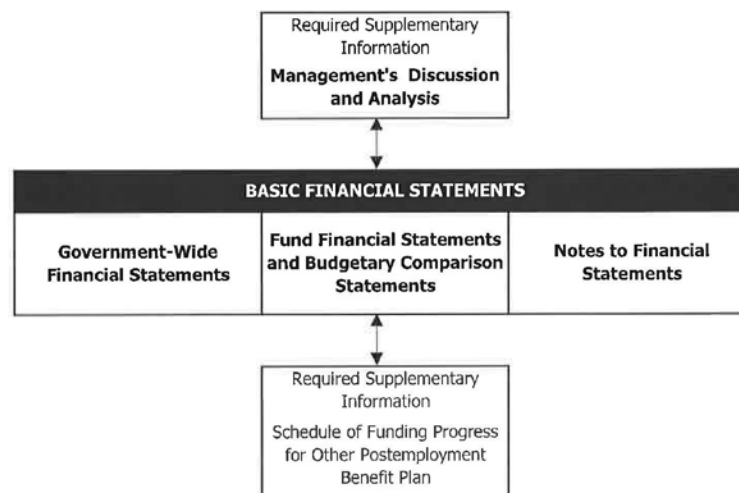 Required Supplementary
Information
Management's Discussion
and Analysis
BASIC FINANCIAL STATEMENTS
Government-Wide
Financial Statements
Fund Financial Statements
and Budgetary Comparison
Statements
Notes to Financial
Statements
Required Supplementary
Information
Schedule of Funding Progress
for Other Postemployment
Benefit Plan